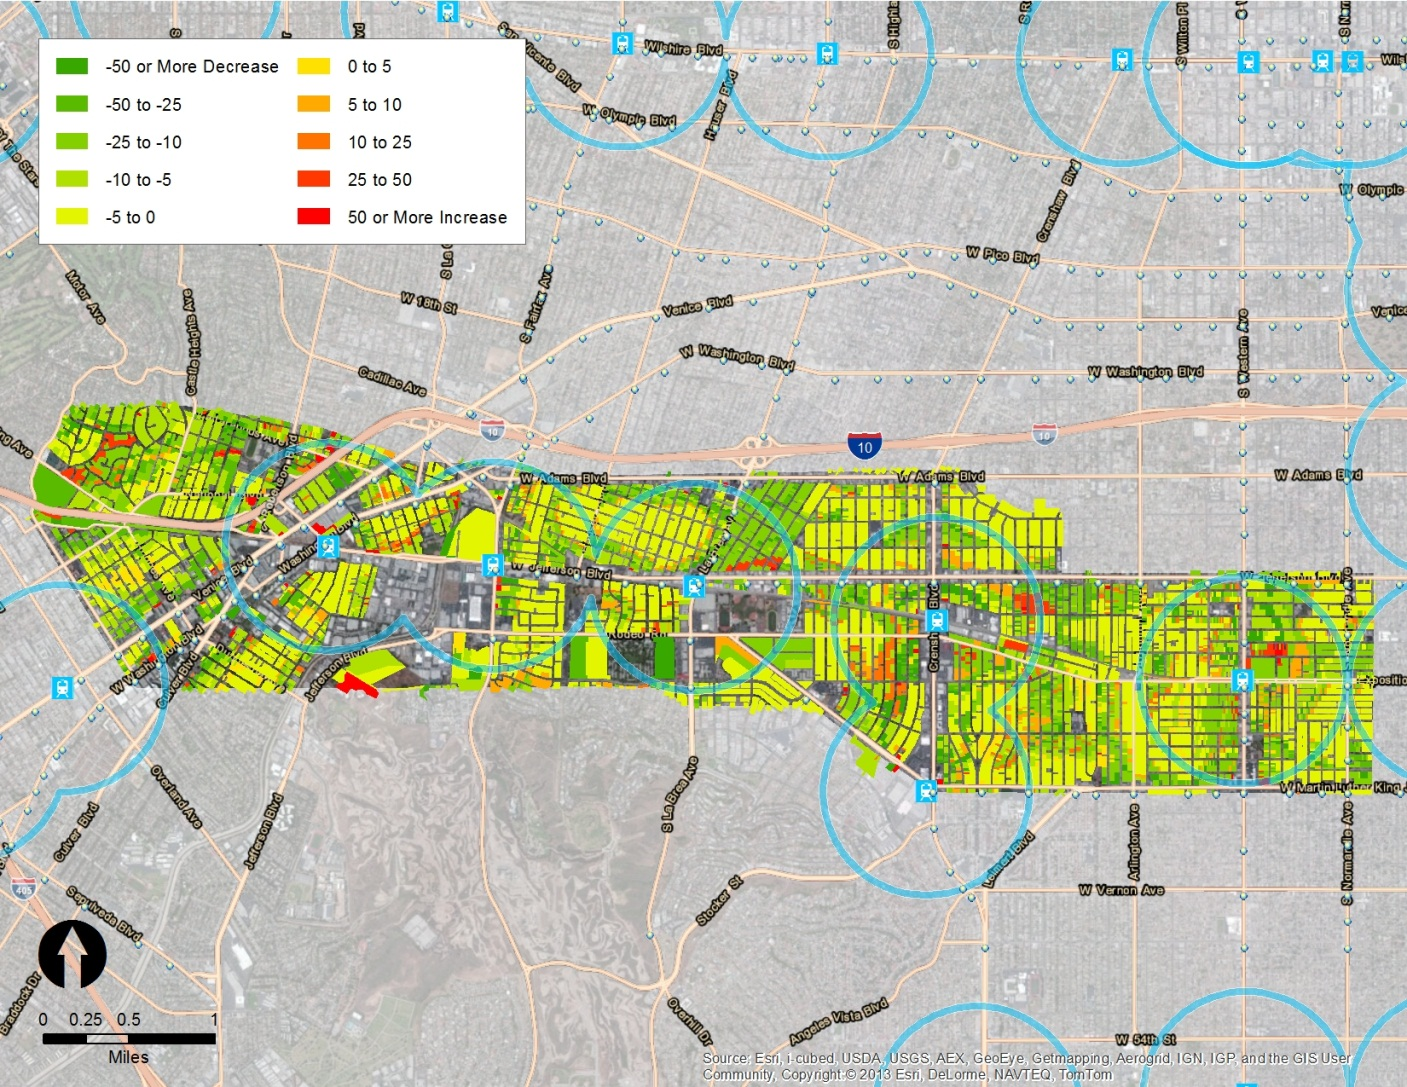 Wilshire Blvd
W Olympic Blvd
Hauser Blvd
Crenshaw Blvd
W Olympic
W Pico Blvd
-50 or More Decrease
-50 to -25
-25 to -10
-10 to -5
-5 to 0
0 to 5
5 to 10
10 to 25
25 to 50
50 or More Increase
Motor Ave
Castle Heights Ave
W 18th St
S Fairfax Ave
Venice Blvd
W Washington Blvd
Cadillac Ave
W Washington Blvd
S Western Ave
10
10
10
W Adams Blvd
W Adams Blvd
W Adams Blvd
W Jefferson Blvd
Venice Blvd
Rodeo Rd
Jefferson Blvd
W Martin Luther King
Overland Ave
Culver Blvd
Jefferson Blvd
S La Brea Ave
Leimert Blvd
Arlington Ave
S Normandie Ave
W Vernon Ave
Stocker St
405
Sepulveda Blvd
Braddock Dr
Overhill Dr
Angeles Vista Blvd
W 54th St
0 0.25 0.5 1
Miles
Source: Esri, i-cubed, USDA, USGS, AEX, GeoEye, Getmapping, Aerogrid, IGN, IGP, and the GIS User
Community, Copyright:© 2013 Esri, DeLorme, NAVTEQ, TomTom